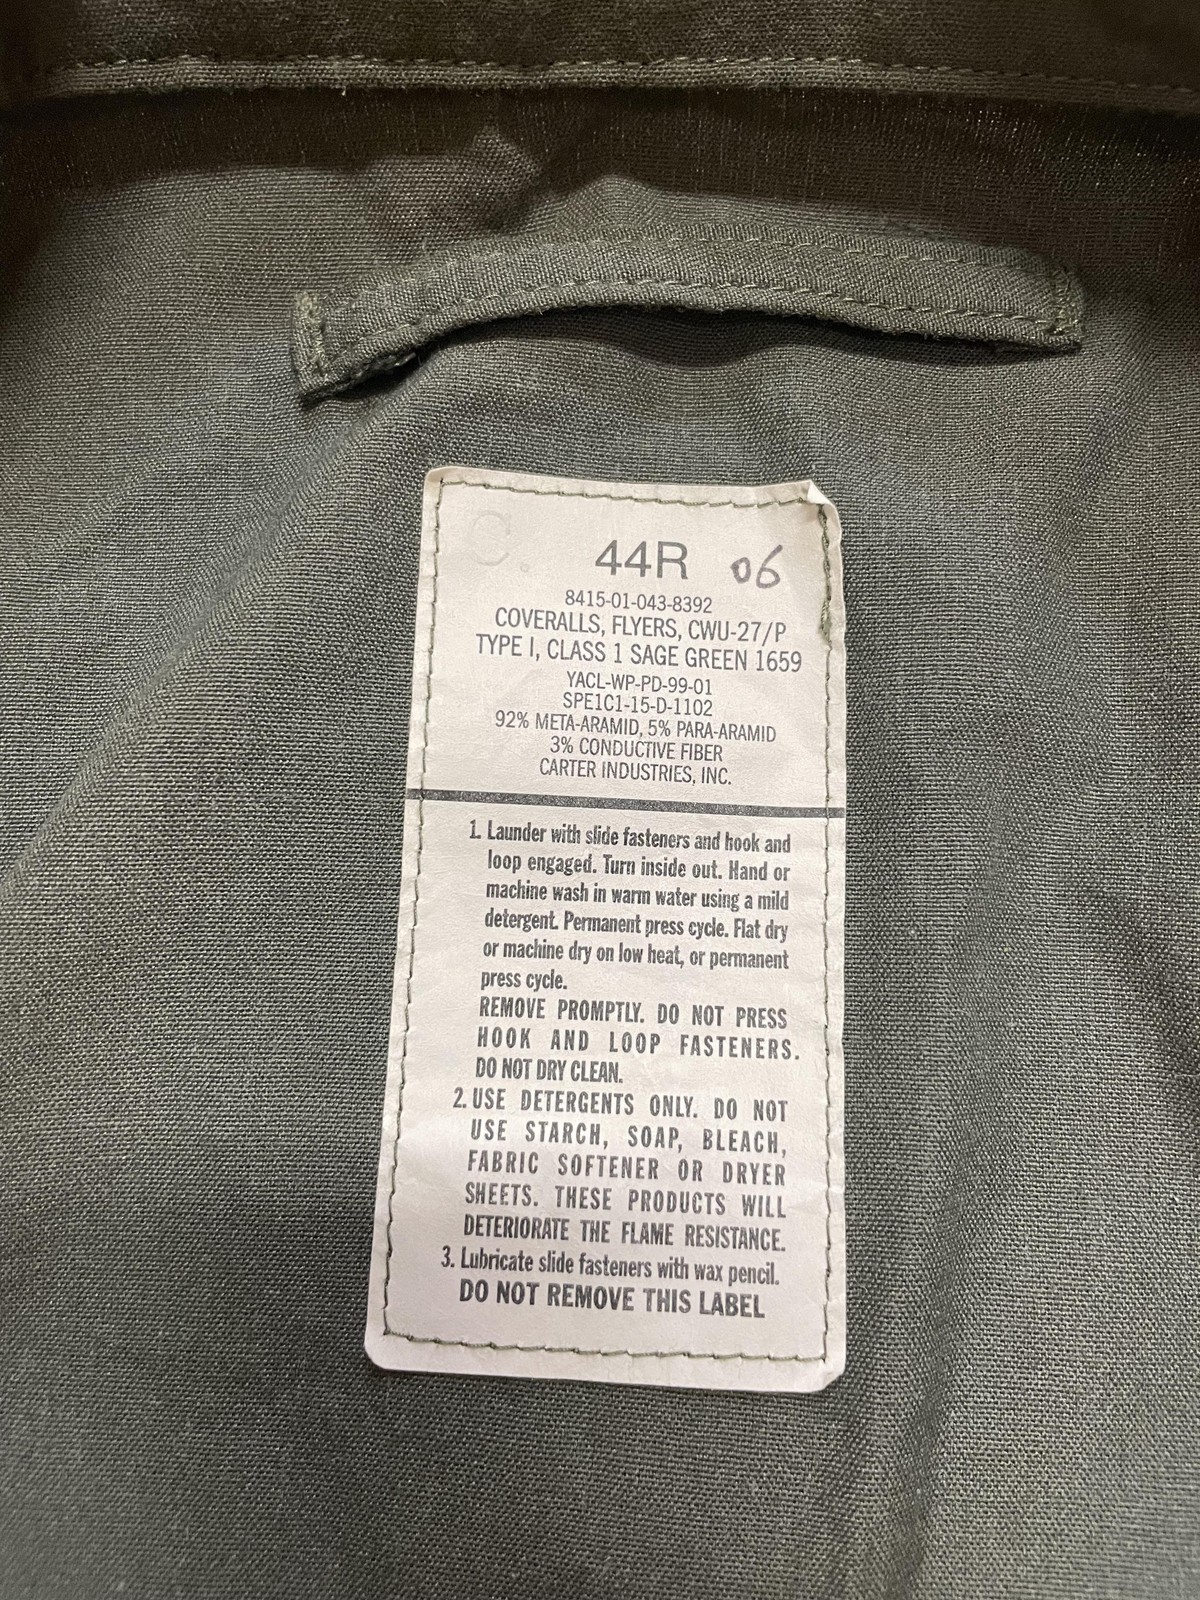 C.
44R 06
8415-01-043-8392
COVERALLS, FLYERS, CWU-27/P
TYPE I, CLASS 1 SAGE GREEN 1659
YACL-WP-PD-99-01
SPE1C1-15-D-1102
92% META-ARAMID, 5% PARA-ARAMID
3% CONDUCTIVE FIBER
CARTER INDUSTRIES, INC.
1. Launder with slide fasteners and hook and
loop engaged. Turn inside out. Hand or
machine wash in warm water using a mild
detergent. Permanent press cycle. Flat dry
or machine dry on low heat, or permanent
press cycle.
REMOVE PROMPTLY. DO NOT PRESS
HOOK AND LOOP FASTENERS.
DO NOT DRY CLEAN.
2. USE DETERGENTS ONLY. DO NOT
USE STARCH, SOAP, BLEACH,
FABRIC SOFTENER OR DRYER
SHEETS. THESE PRODUCTS WILL
DETERIORATE THE FLAME RESISTANCE.
3. Lubricate slide fasteners with wax pencil.
DO NOT REMOVE THIS LABEL